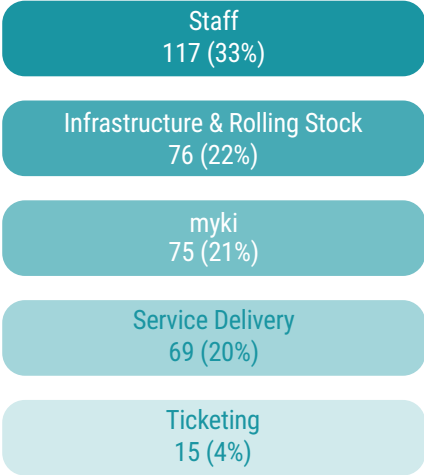 Staff
117 (33%)
Infrastructure & Rolling Stock
76 (22%)
myki
75 (21%)
Service Delivery
69 (20%)
Ticketing
15 (4%)